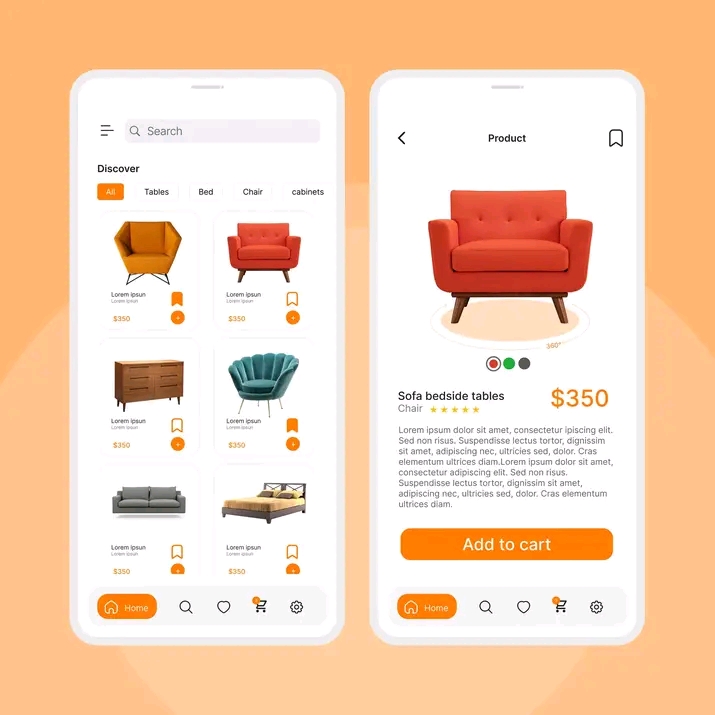 Search
Discover
All Tables Bed Chair cabinets
Lorem ipsun
Lorem ipsun
$350
+
Lorem ipsun
Lorem ipsun
$350
+
Lorem ipsun
Lorem ipsun
$350
+
Lorem ipsun
Lorem ipsun
$350
+
Lorem ipsun
Lorem ipsun
$350
Lorem ipsun
Lorem ipsun
$350
Home
Product
360°
Sofa bedside tables
$350
Chair
Lorem ipsum dolor sit amet, consectetur ipiscing elit.
Sed non risus. Suspendisse lectus tortor, dignissim
sit amet, adipiscing nec, ultricies sed, dolor. Cras
elementum ultrices diam.Lorem ipsum dolor sit amet,
consectetur adipiscing elit. Sed non risus.
Suspendisse lectus tortor, dignissim sit amet,
adipiscing nec, ultricies sed, dolor. Cras elementum
ultrices diam.
Add to cart
Home